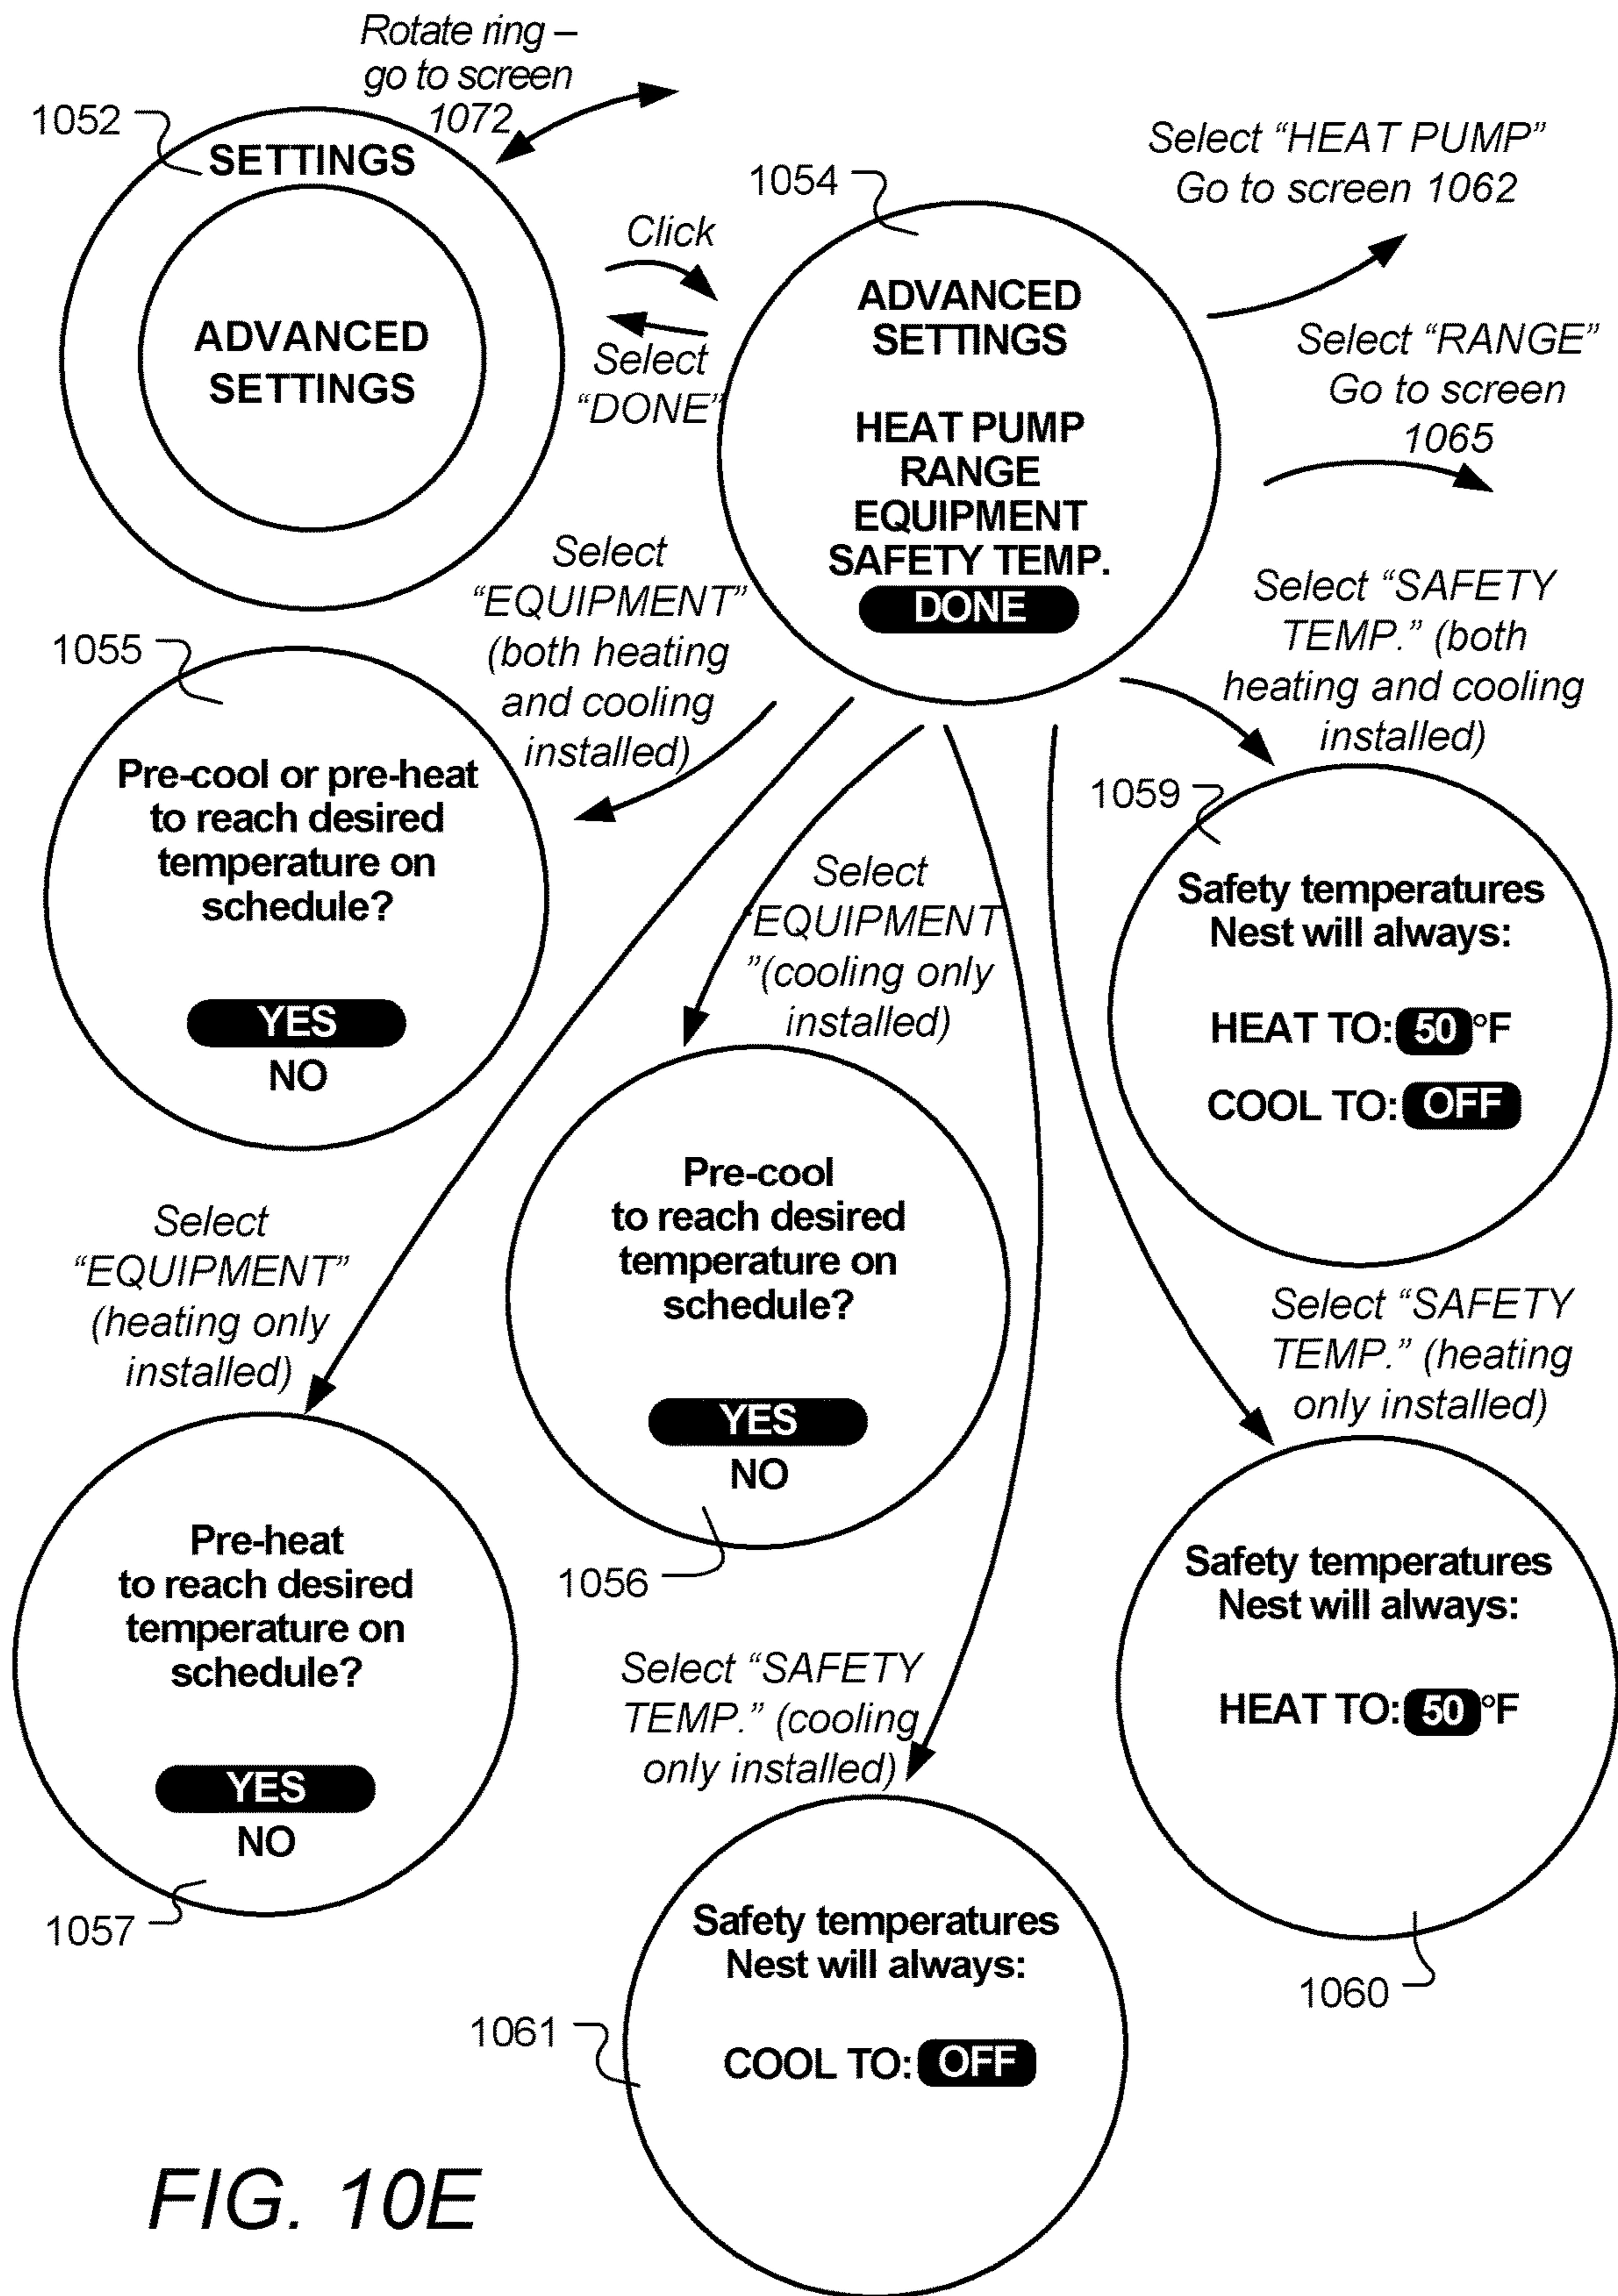 Rotate ring –
go to screen
1072
1052
SETTINGS
ADVANCED
SETTINGS
Click
Select
“DONE”
1054
ADVANCED
SETTINGS
HEAT PUMP
RANGE
EQUIPMENT
SAFETY TEMP.
DONE
Select “HEAT PUMP”
Go to screen 1062
Select “RANGE”
Go to screen
1065
Select
“EQUIPMENT”
(both heating
and cooling
installed)
Select “SAFETY
TEMP.” (both
heating and cooling
installed)
1055
Pre-cool or pre-heat
to reach desired
temperature on
schedule?
YES
NO
Select
“EQUIPMENT
”(cooling only
installed)
1059
Safety temperatures
Nest will always:
HEAT TO: 50 °F
COOL TO: OFF
Pre-cool
to reach desired
temperature on
schedule?
YES
NO
1056
Select
“EQUIPMENT”
(heating only
installed)
Select “SAFETY
TEMP.” (heating
only installed)
Pre-heat
to reach desired
temperature on
schedule?
YES
NO
1057
Select “SAFETY
TEMP.” (cooling
only installed)
Safety temperatures
Nest will always:
HEAT TO: 50 °F
1060
1061
Safety temperatures
Nest will always:
COOL TO: OFF
FIG. 10E